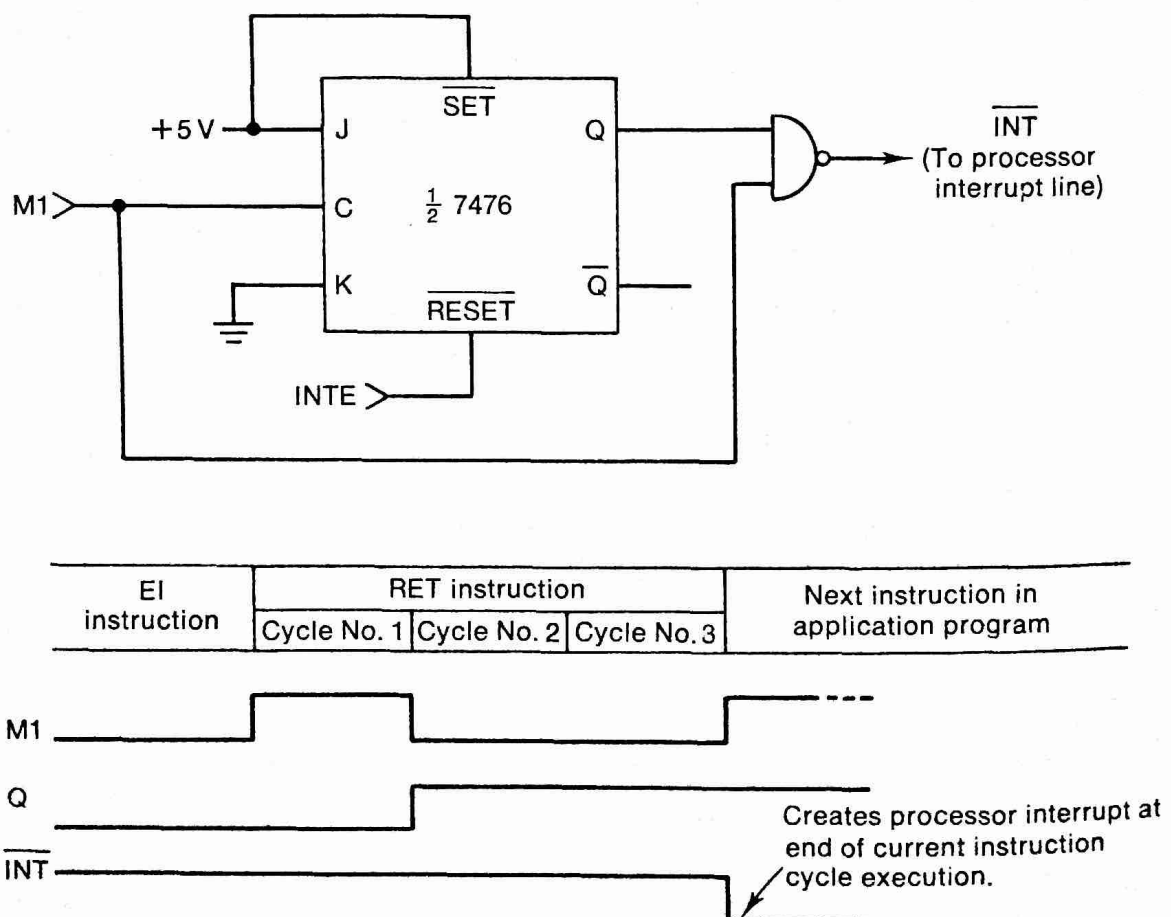 SET
+5V
J
Q
INT
(To processor
interrupt line)
M1
C
1/2 7476
K
Q
RESET
INTE
EI
instruction
RET instruction
Cycle No. 1
Cycle No. 2
Cycle No. 3
Next instruction in
application program
M1
Q
INT
Creates processor interrupt at
end of current instruction
cycle execution.